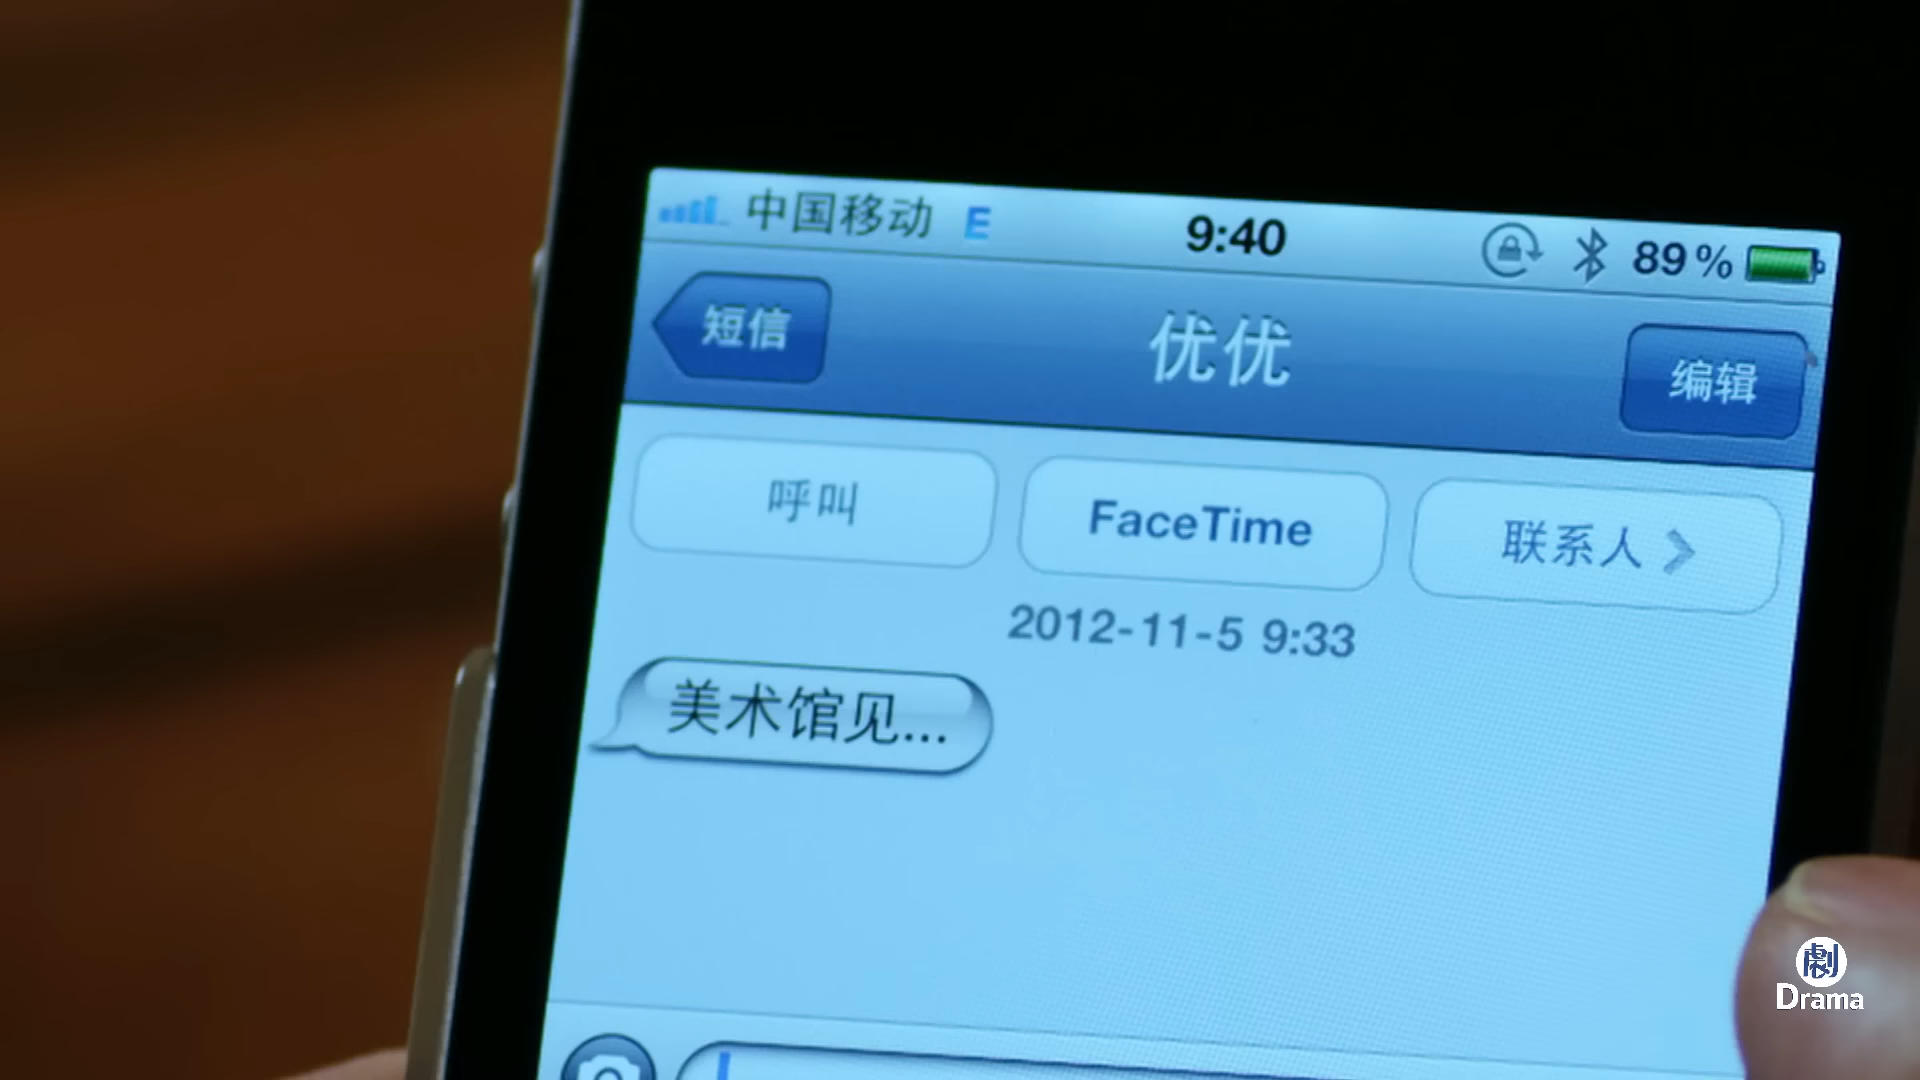 中国移动 E 9:40 89%
短信 优优 编辑
呼叫 FaceTime 联系人
2012-11-5 9:33
美术馆见...
劇
Drama